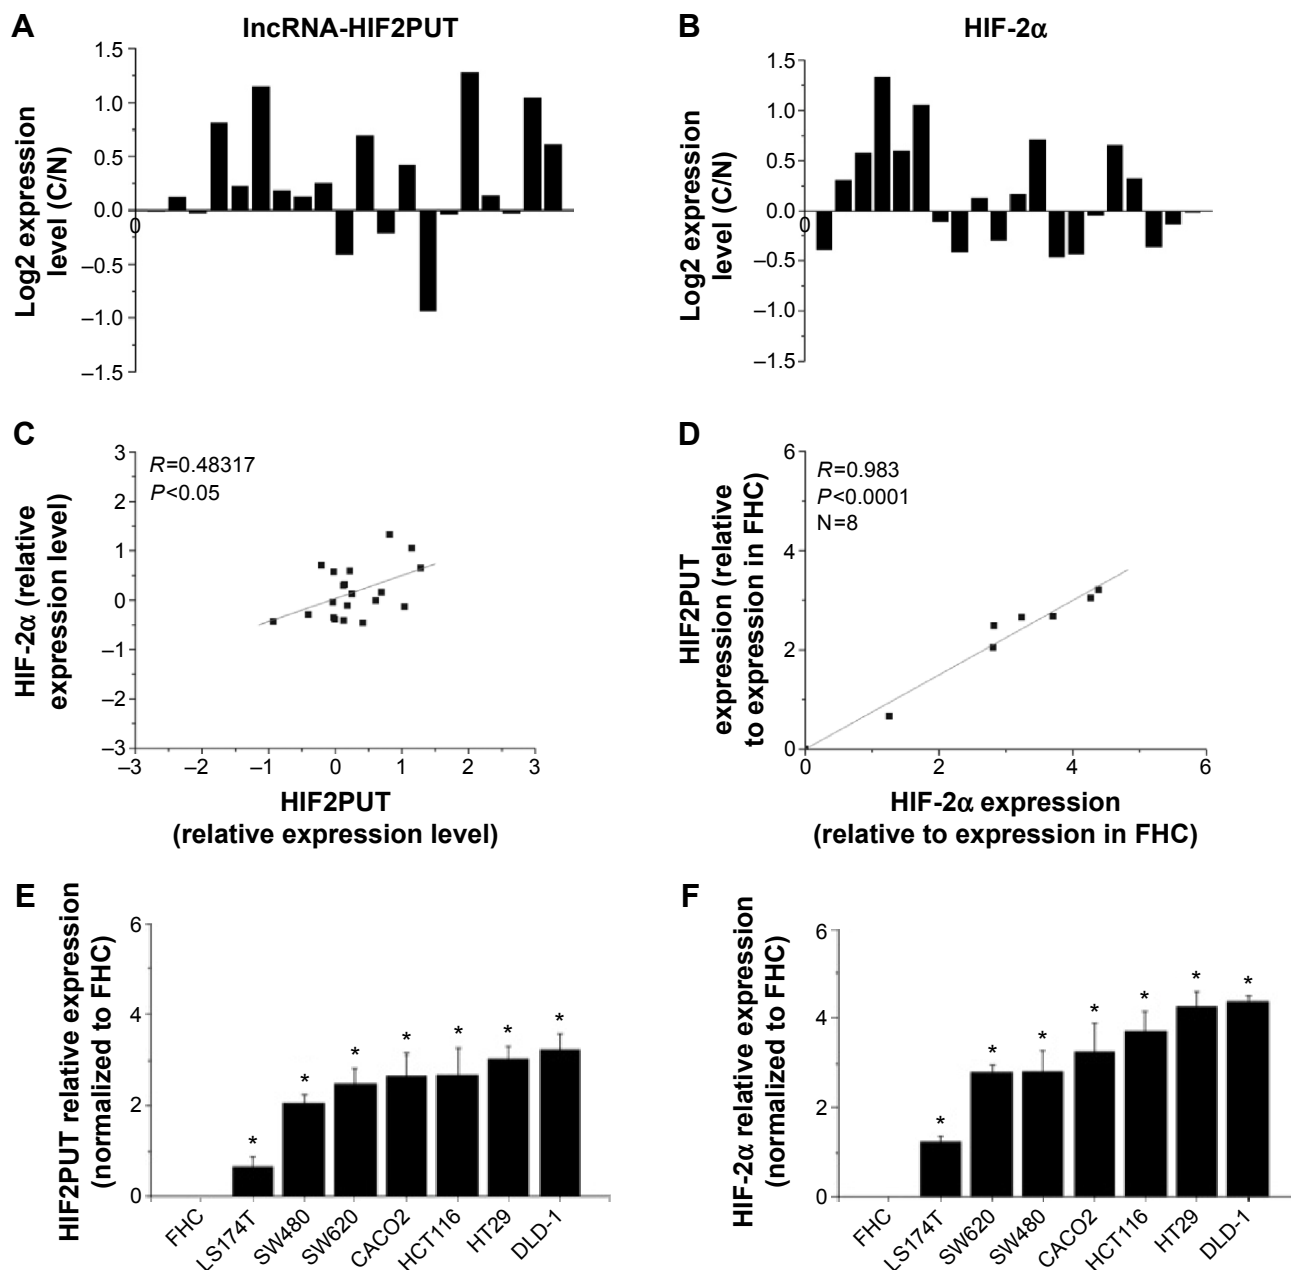 A
lncRNA-HIF2PUT
Log2 expression
level (C/N)
1.5
1.0
0.5
0.0
0
–0.5
–1.0
–1.5
B
HIF-2α
Log2 expression
level (C/N)
1.5
1.0
0.5
0.0
0
–0.5
–1.0
–1.5
C
HIF-2α (relative
expression level)
3
2
1
0
–1
–2
–3
R=0.48317
P<0.05
–3
–2
–1
0
1
2
3
HIF2PUT
(relative expression level)
D
HIF2PUT
expression (relative
to expression in FHC)
6
4
2
0
R=0.983
P<0.0001
N=8
0
2
4
6
HIF-2α expression
(relative to expression in FHC)
E
HIF2PUT relative expression
(normalized to FHC)
6
4
2
0
*
*
*
*
*
*
*
FHC
LS174T
SW480
SW620
CACO2
HCT116
HT29
DLD-1
F
HIF-2α relative expression
(normalized to FHC)
6
4
2
0
*
*
*
*
*
*
*
FHC
LS174T
SW620
SW480
CACO2
HCT116
HT29
DLD-1